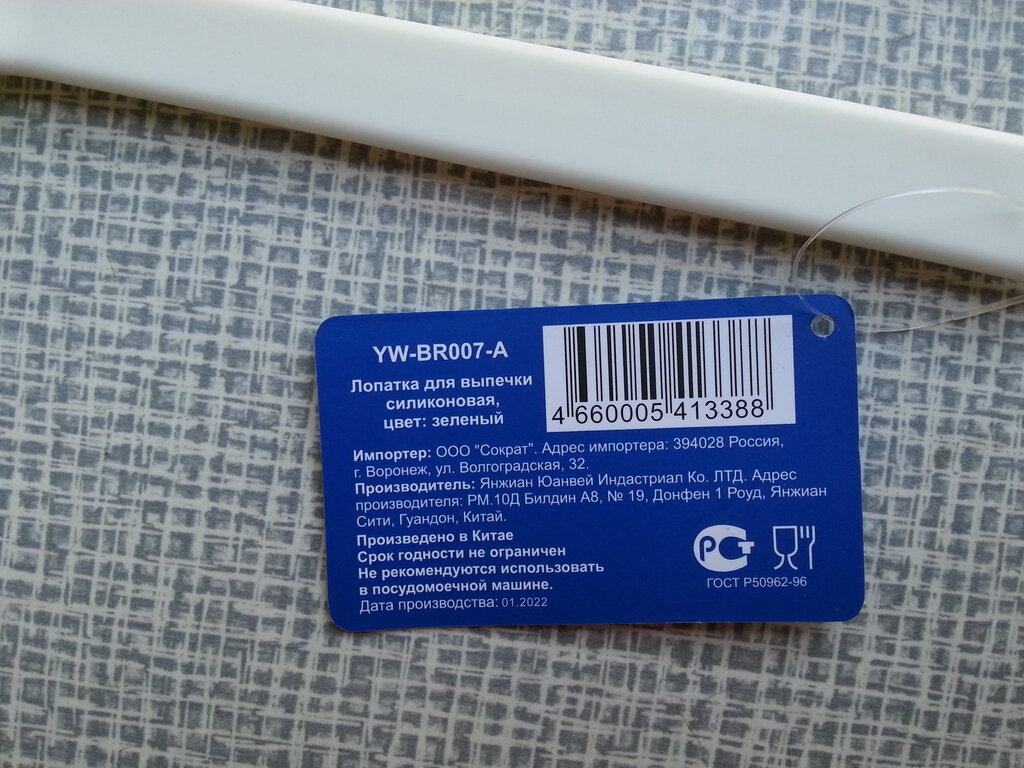 YW-BR007-A
Лопатка для выпечки
силиконовая,
цвет: зеленый
4 660005 413388
Импортер: ООО "Сократ". Адрес импортера: 394028 Россия,
г. Воронеж, ул. Волгоградская, 32.
Производитель: Янжиан Юанвей Индастриал Ко. ЛТД. Адрес
производителя: РМ.10Д Билдин А8, № 19, Донфен 1 Роуд, Янжиан
Сити, Гуандон, Китай.
Произведено в Китае
Срок годности не ограничен
Не рекомендуются использовать
в посудомоечной машине.
Дата производства: 01.2022
РСТ
ГОСТ Р50962-96